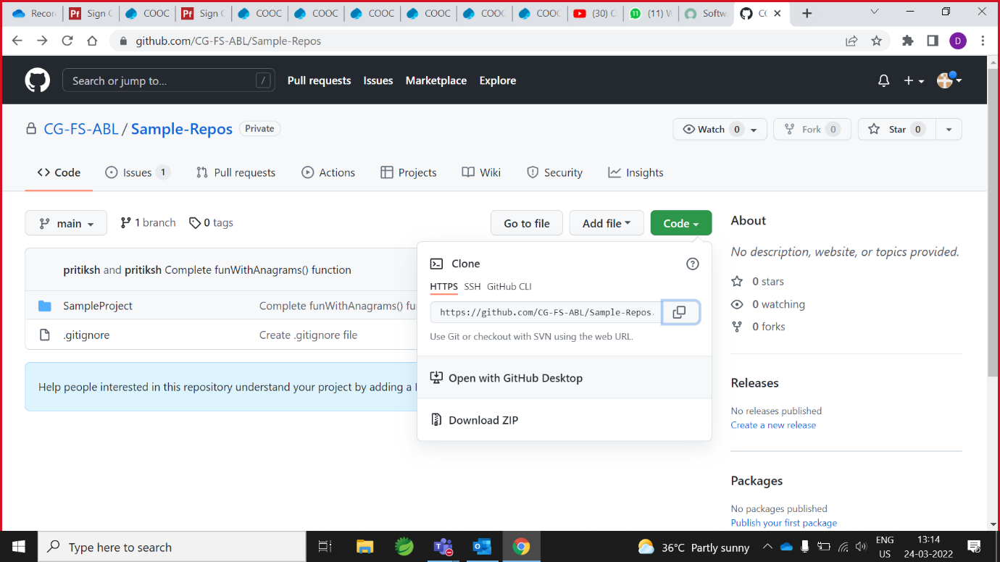 Recor Pf Sign C COOC Pf Sign C COOC COOC COOC COOC COOC COOC (30) C 11 (11) W Softwa
github.com/CG-FS-ABL/Sample-Repos D
Search or jump to... / Pull requests Issues Marketplace Explore
CG-FS-ABL / Sample-Repos Private Watch 0 Fork 0 Star 0
<> Code Issues 1 Pull requests Actions Projects Wiki Security Insights
main 1 branch 0 tags Go to file Add file Code
pritiksh and pritiksh Complete funWithAnagrams() function
SampleProject Complete funWithAnagrams() fu
.gitignore Create .gitignore file
Help people interested in this repository understand your project by adding a
Clone
HTTPS SSH GitHub CLI
https://github.com/CG-FS-ABL/Sample-Repos.
Use Git or checkout with SVN using the web URL.
Open with GitHub Desktop
Download ZIP
About
No description, website, or topics provided.
0 stars
0 watching
0 forks
Releases
No releases published
Create a new release
Packages
No packages published
Publish your first package
Type here to search 36°C Partly sunny
ENG
US
13:14
24-03-2022